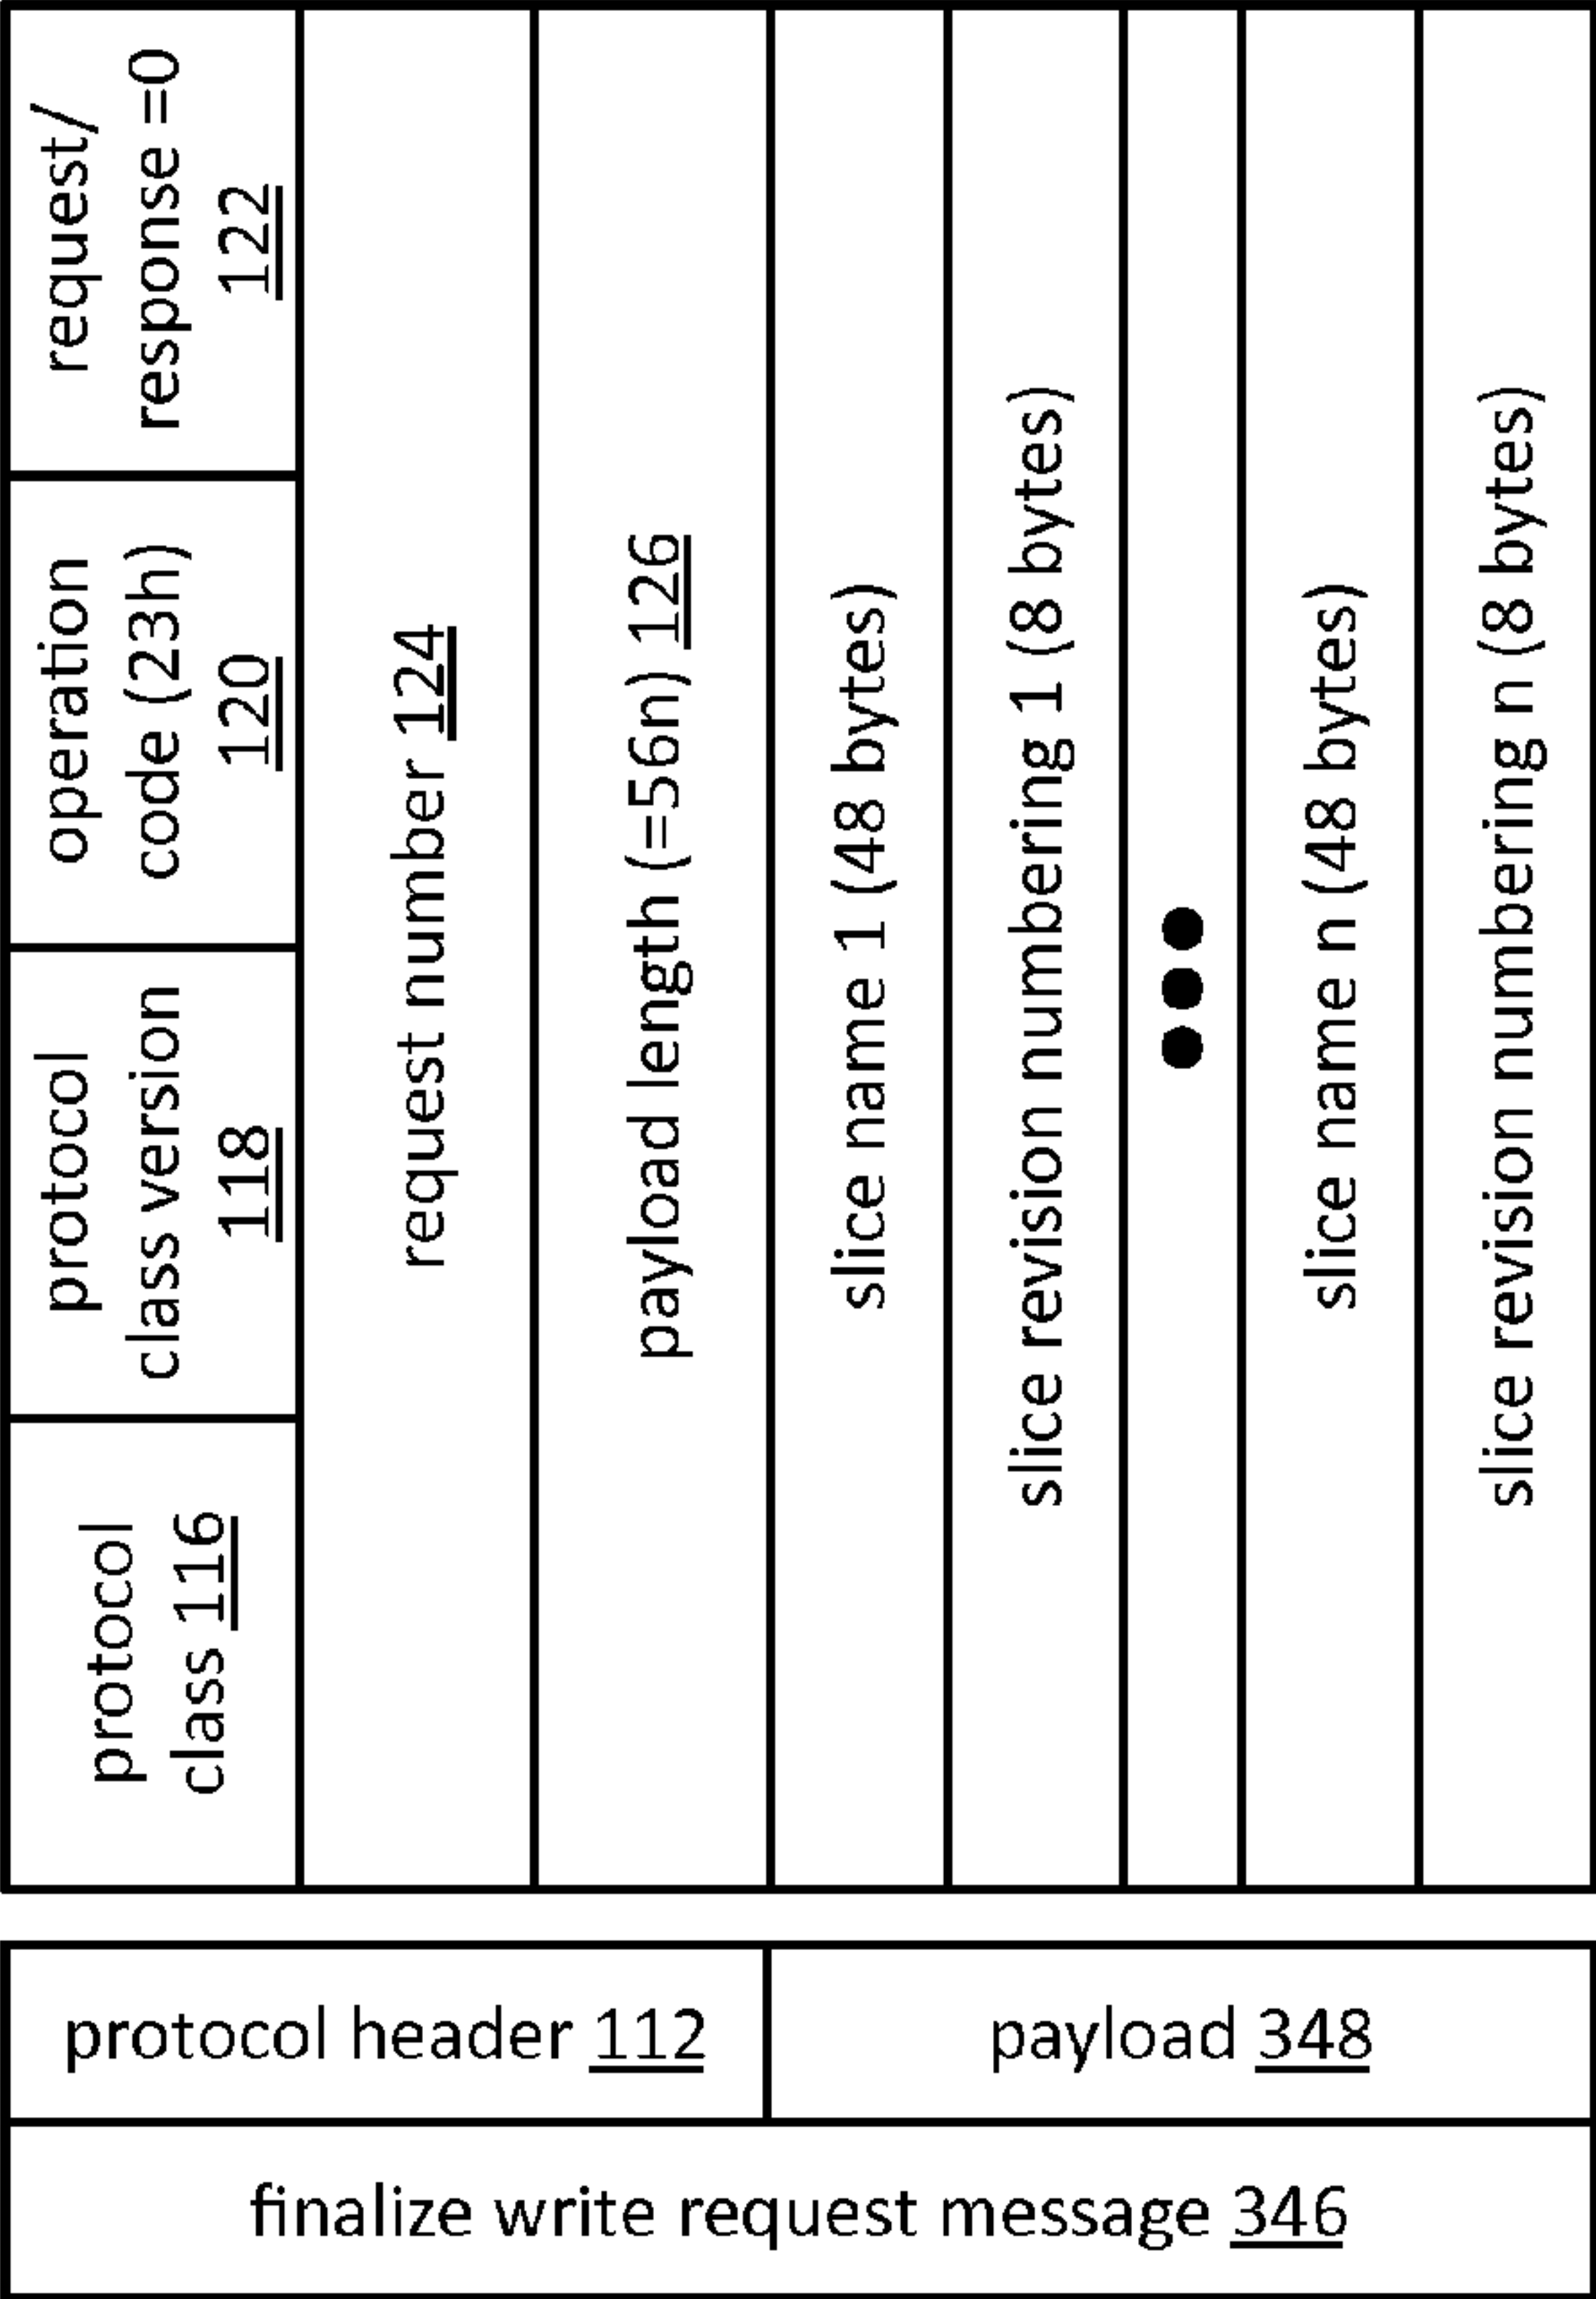 protocol
class 116
protocol
class version
118
operation
code (23h)
120
request/
response =0
122
request number 124
payload length (=56n) 126
slice name 1 (48 bytes)
slice revision numbering 1 (8 bytes)
●●●
slice name n (48 bytes)
slice revision numbering n (8 bytes)
protocol header 112
payload 348
finalize write request message 346